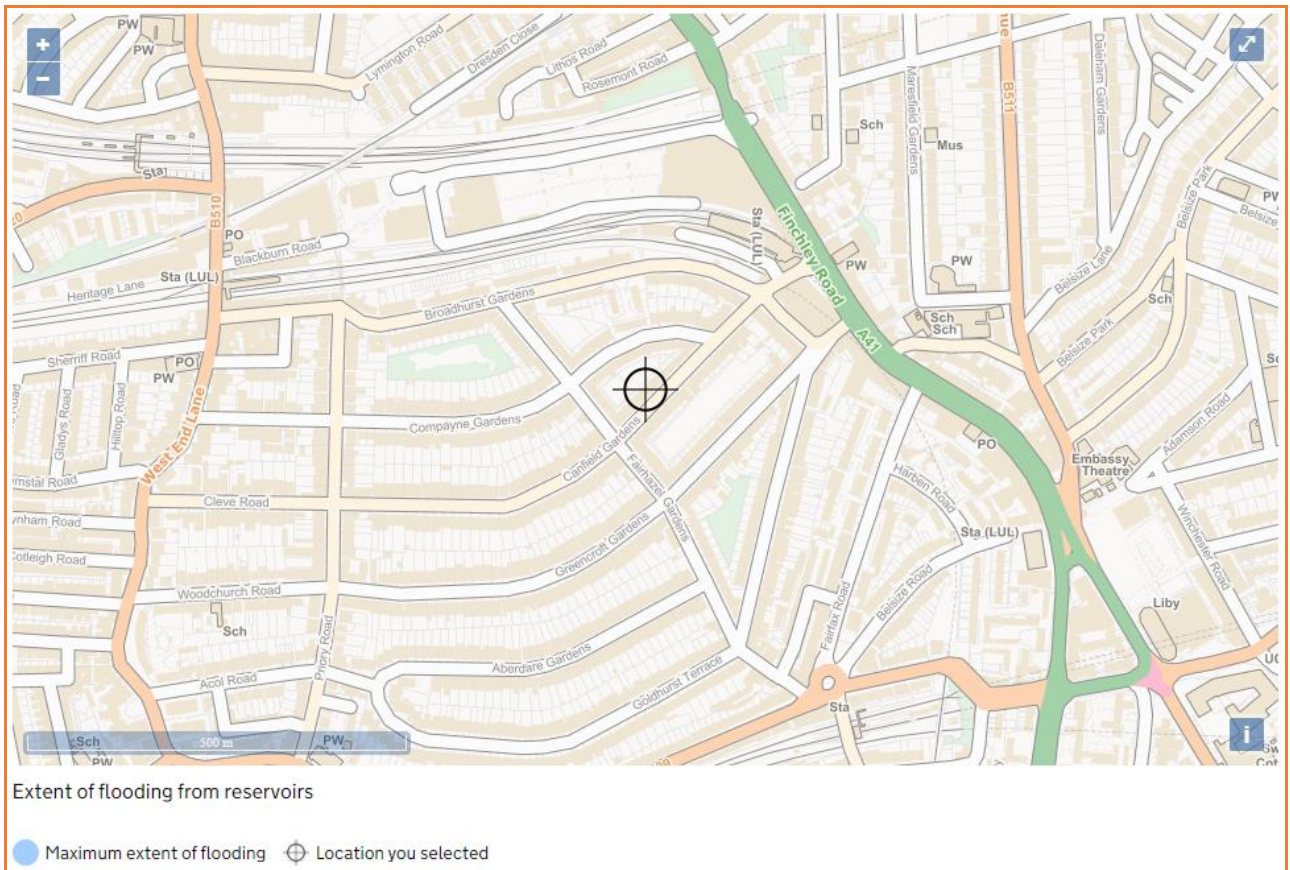 PW
PW
+
−
Lymington Road
Dresden Close
Lithos Road
Rosemont Road
Maresfield Gardens
B511
Daleham Gardens
Sch
Mus
Sta
B510
PO
Blackburn Road
Sta (LUL)
Heritage Lane
Sta (LUL)
Finchley Road
PW
PW
Belsize Park
PW
Belsize
Belsize Lane
Sch
Broadhurst Gardens
Sch
Sch
A41
Belsize Park
Sherriff Road
PO
PW
Gladys Road
Hilltop Road
West End Lane
Compayne Gardens
Canfield Gardens
Fairhazel Gardens
Cleve Road
Greencroft Gardens
PO
Harben Road
Embassy
Theatre
Adamson Road
Winchester Road
Sta (LUL)
Belsize Road
Fairfax Road
Liby
Cotleigh Road
Woodchurch Road
Sch
Priory Road
Acol Road
Aberdare Gardens
Goldhurst Terrace
Sta
Sch
PW
500 m
PW
i
Extent of flooding from reservoirs
Maximum extent of flooding Location you selected